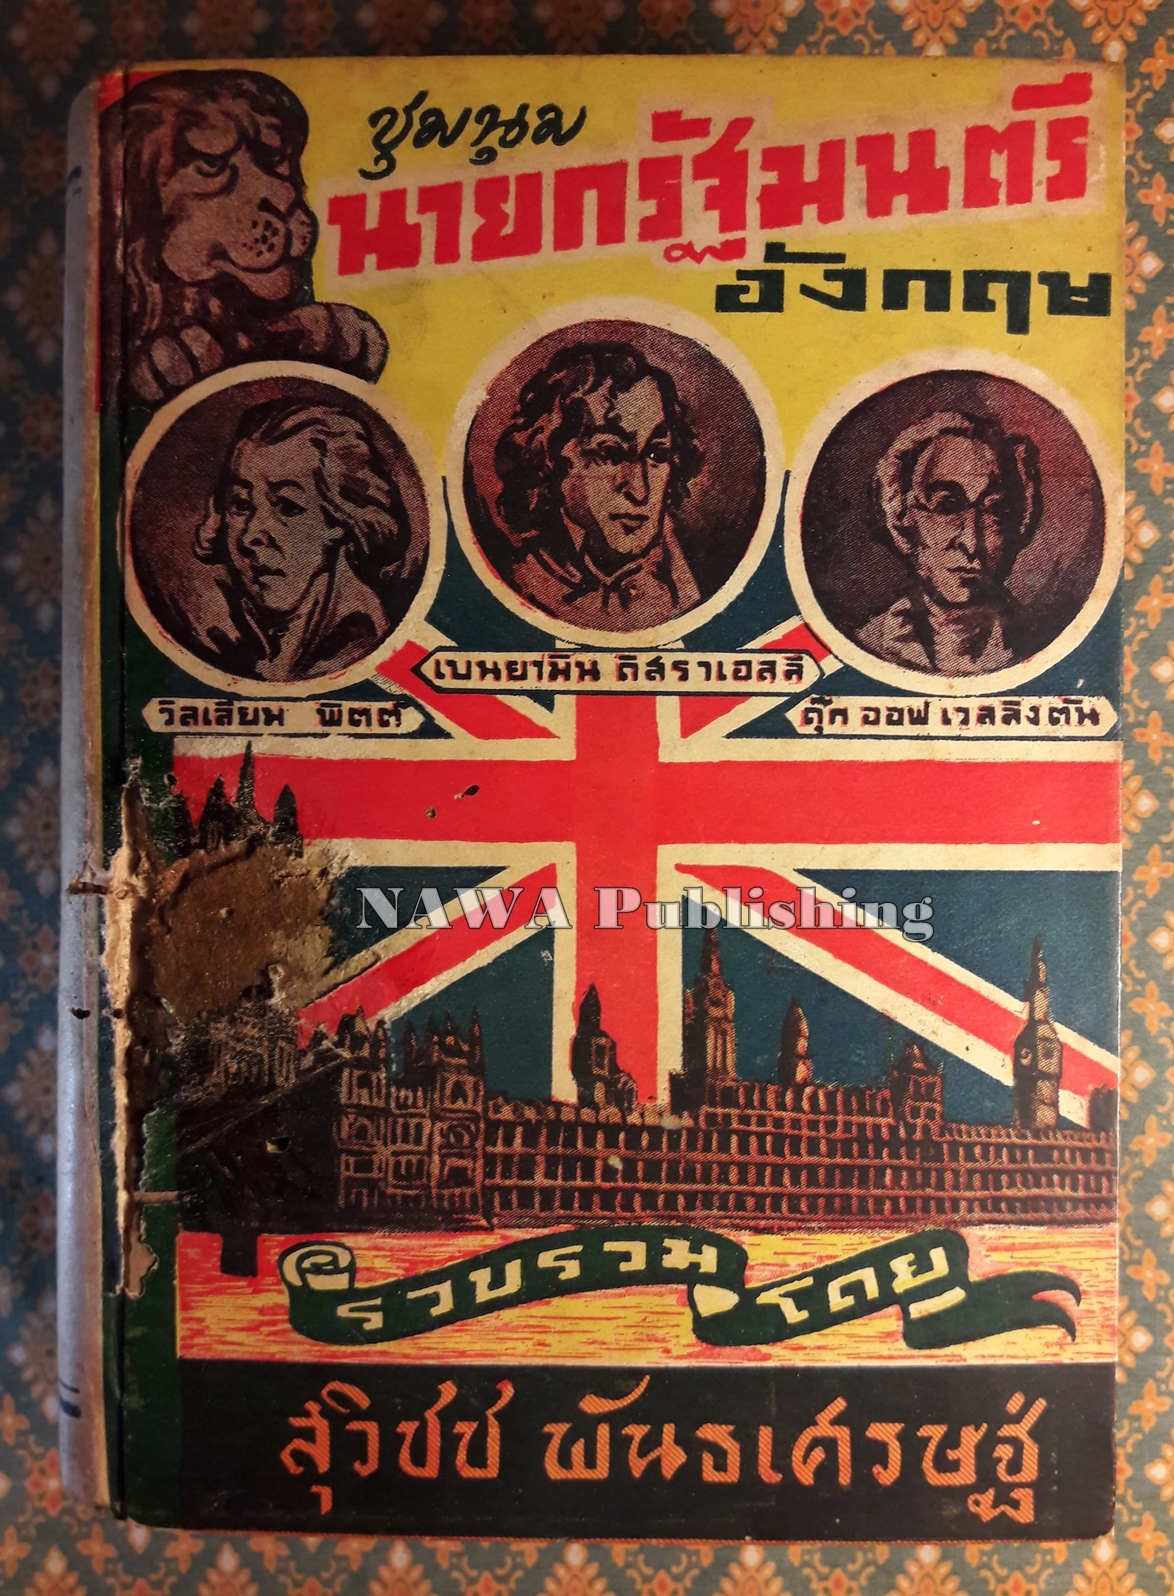 ชุมนุม
นายกรัฐมนตรี
อังกฤษ
เบนยามิน ดิสราเอลลี
วิลเลียม พิตต์
ดุ๊ก ออฟ เวลลิงตัน
NAWA Publishing
รวบรวม โดย
สุวิชช พันธเศรษฐ